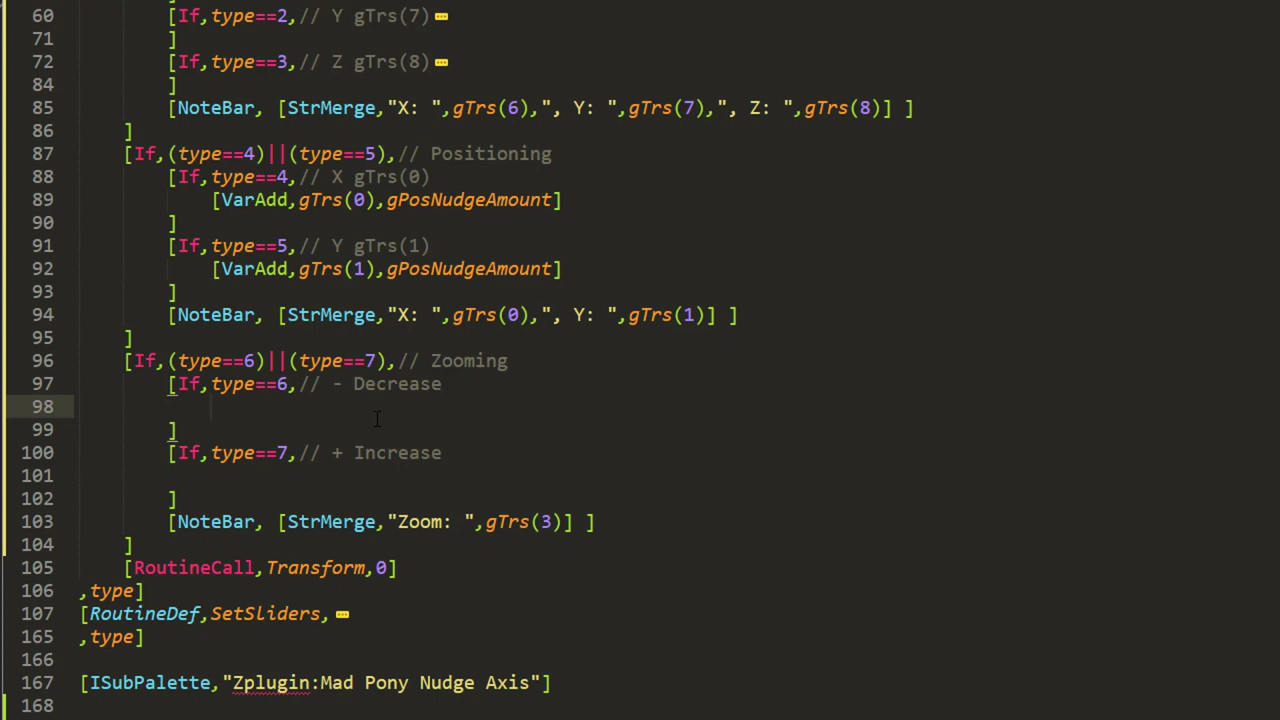 60 [If,type==2,// Y gTrs(7)
71 ]
72 [If,type==3,// Z gTrs(8)
84 ]
85 [NoteBar, [StrMerge,"X: ",gTrs(6),", Y: ",gTrs(7),", Z: ",gTrs(8)] ]
86 ]
87 [If,(type==4)||(type==5),// Positioning
88 [If,type==4,// X gTrs(0)
89 [VarAdd,gTrs(0),gPosNudgeAmount]
90 ]
91 [If,type==5,// Y gTrs(1)
92 [VarAdd,gTrs(1),gPosNudgeAmount]
93 ]
94 [NoteBar, [StrMerge,"X: ",gTrs(0),", Y: ",gTrs(1)] ]
95 ]
96 [If,(type==6)||(type==7),// Zooming
97 [If,type==6,// - Decrease
98
99 ]
100 [If,type==7,// + Increase
101
102 ]
103 [NoteBar, [StrMerge,"Zoom: ",gTrs(3)] ]
104 ]
105 [RoutineCall,Transform,0]
106 ,type]
107 [RoutineDef,SetSliders,
165 ,type]
166
167 [ISubPalette,"Zplugin:Mad Pony Nudge Axis"]
168